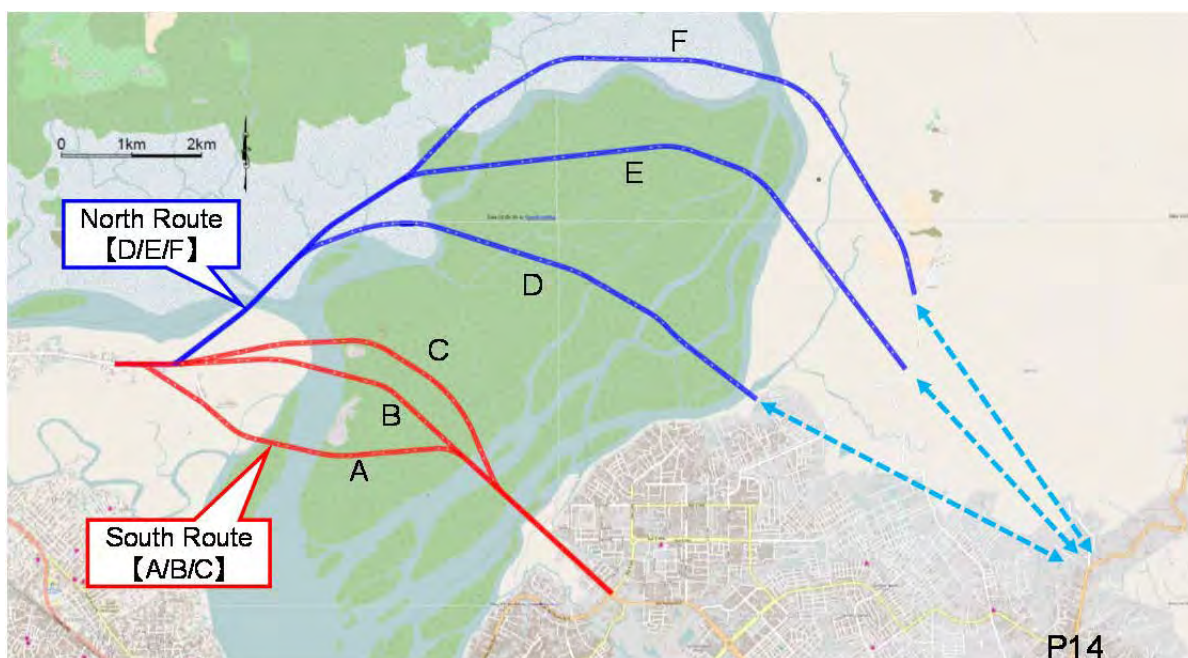 F
0 1km 2km
E
North Route
【D/E/F】
D
C
B
A
South Route
【A/B/C】
P14